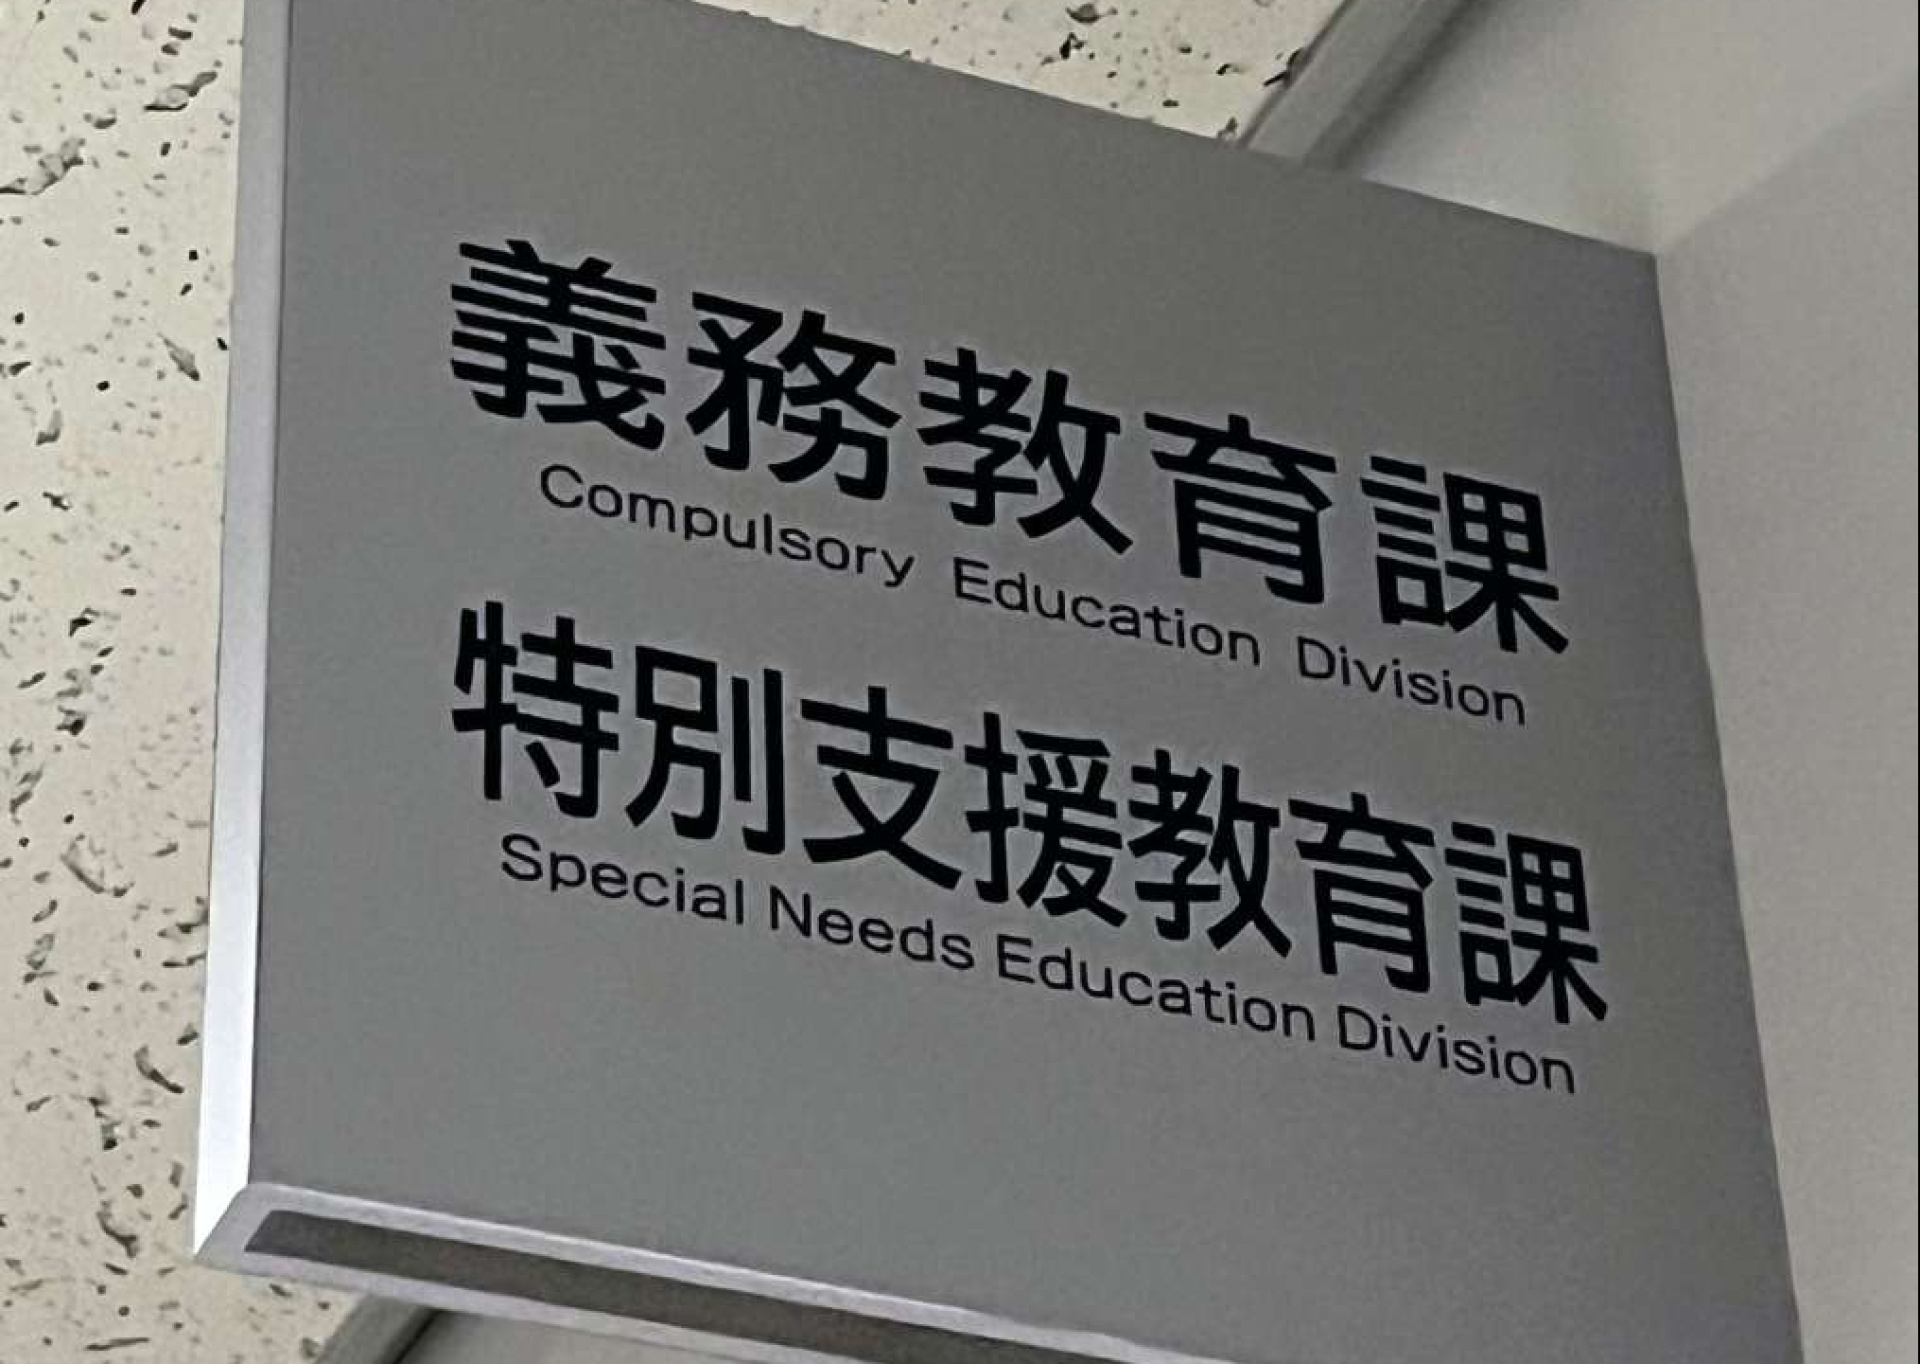 義務教育課
Compulsory Education Division
特別支援教育課
Special Needs Education Division